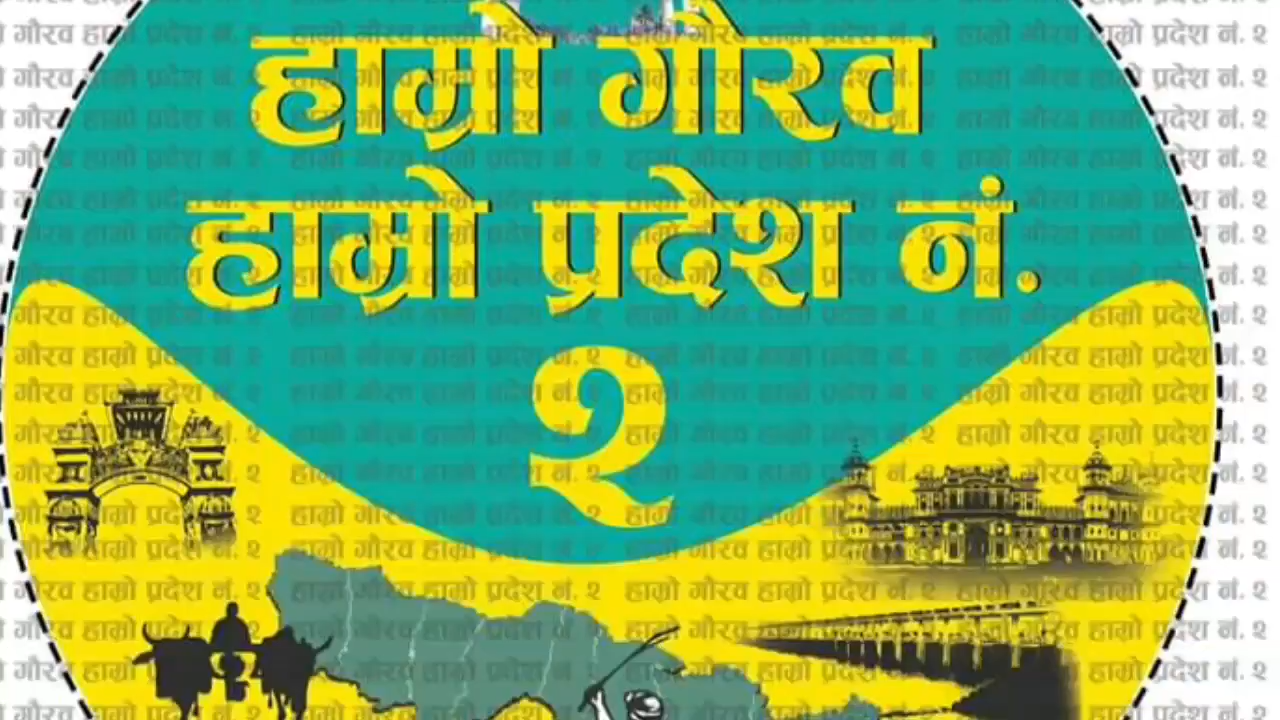 हाम्रो गौरव
हाम्रो प्रदेश नं.
२